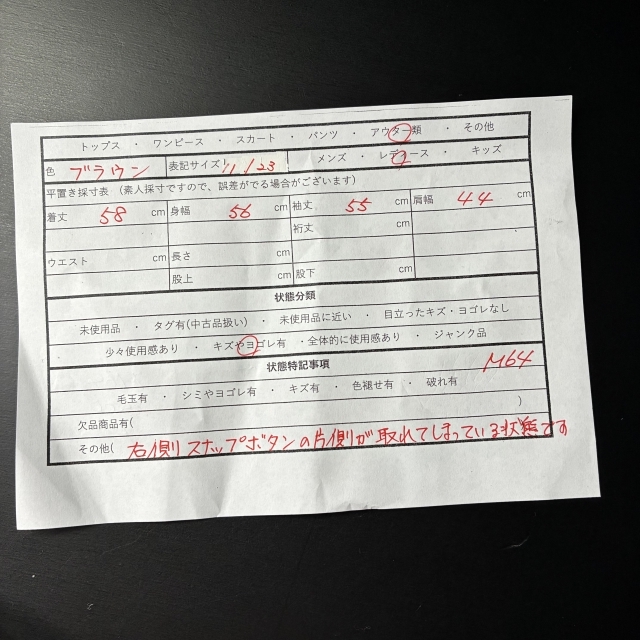 トップス ・ ワンピース ・ スカート ・ パンツ ・ アウター類 ・ その他
色 ブラウン 表記サイズ 11/23 メンズ ・ レディース ・ キッズ
平置き採寸表 （素人採寸ですので、誤差がでる場合がございます）
着丈 58 cm 身幅 56 cm 袖丈 55 cm 肩幅 44 cm
裄丈 cm
ウエスト cm 長さ cm
股上 cm 股下 cm
状態分類
未使用品 ・ タグ有(中古品扱い) ・ 未使用品に近い ・ 目立ったキズ・ヨゴレなし
少々使用感あり ・ キズやヨゴレ有 ・全体的に使用感あり ・ ジャンク品
状態特記事項 M64
毛玉有 ・ シミやヨゴレ有 ・ キズ有 ・ 色褪せ有 ・ 破れ有
欠品商品有( )
その他( 右側スナップボタンの片側が取れてしまっている状態です